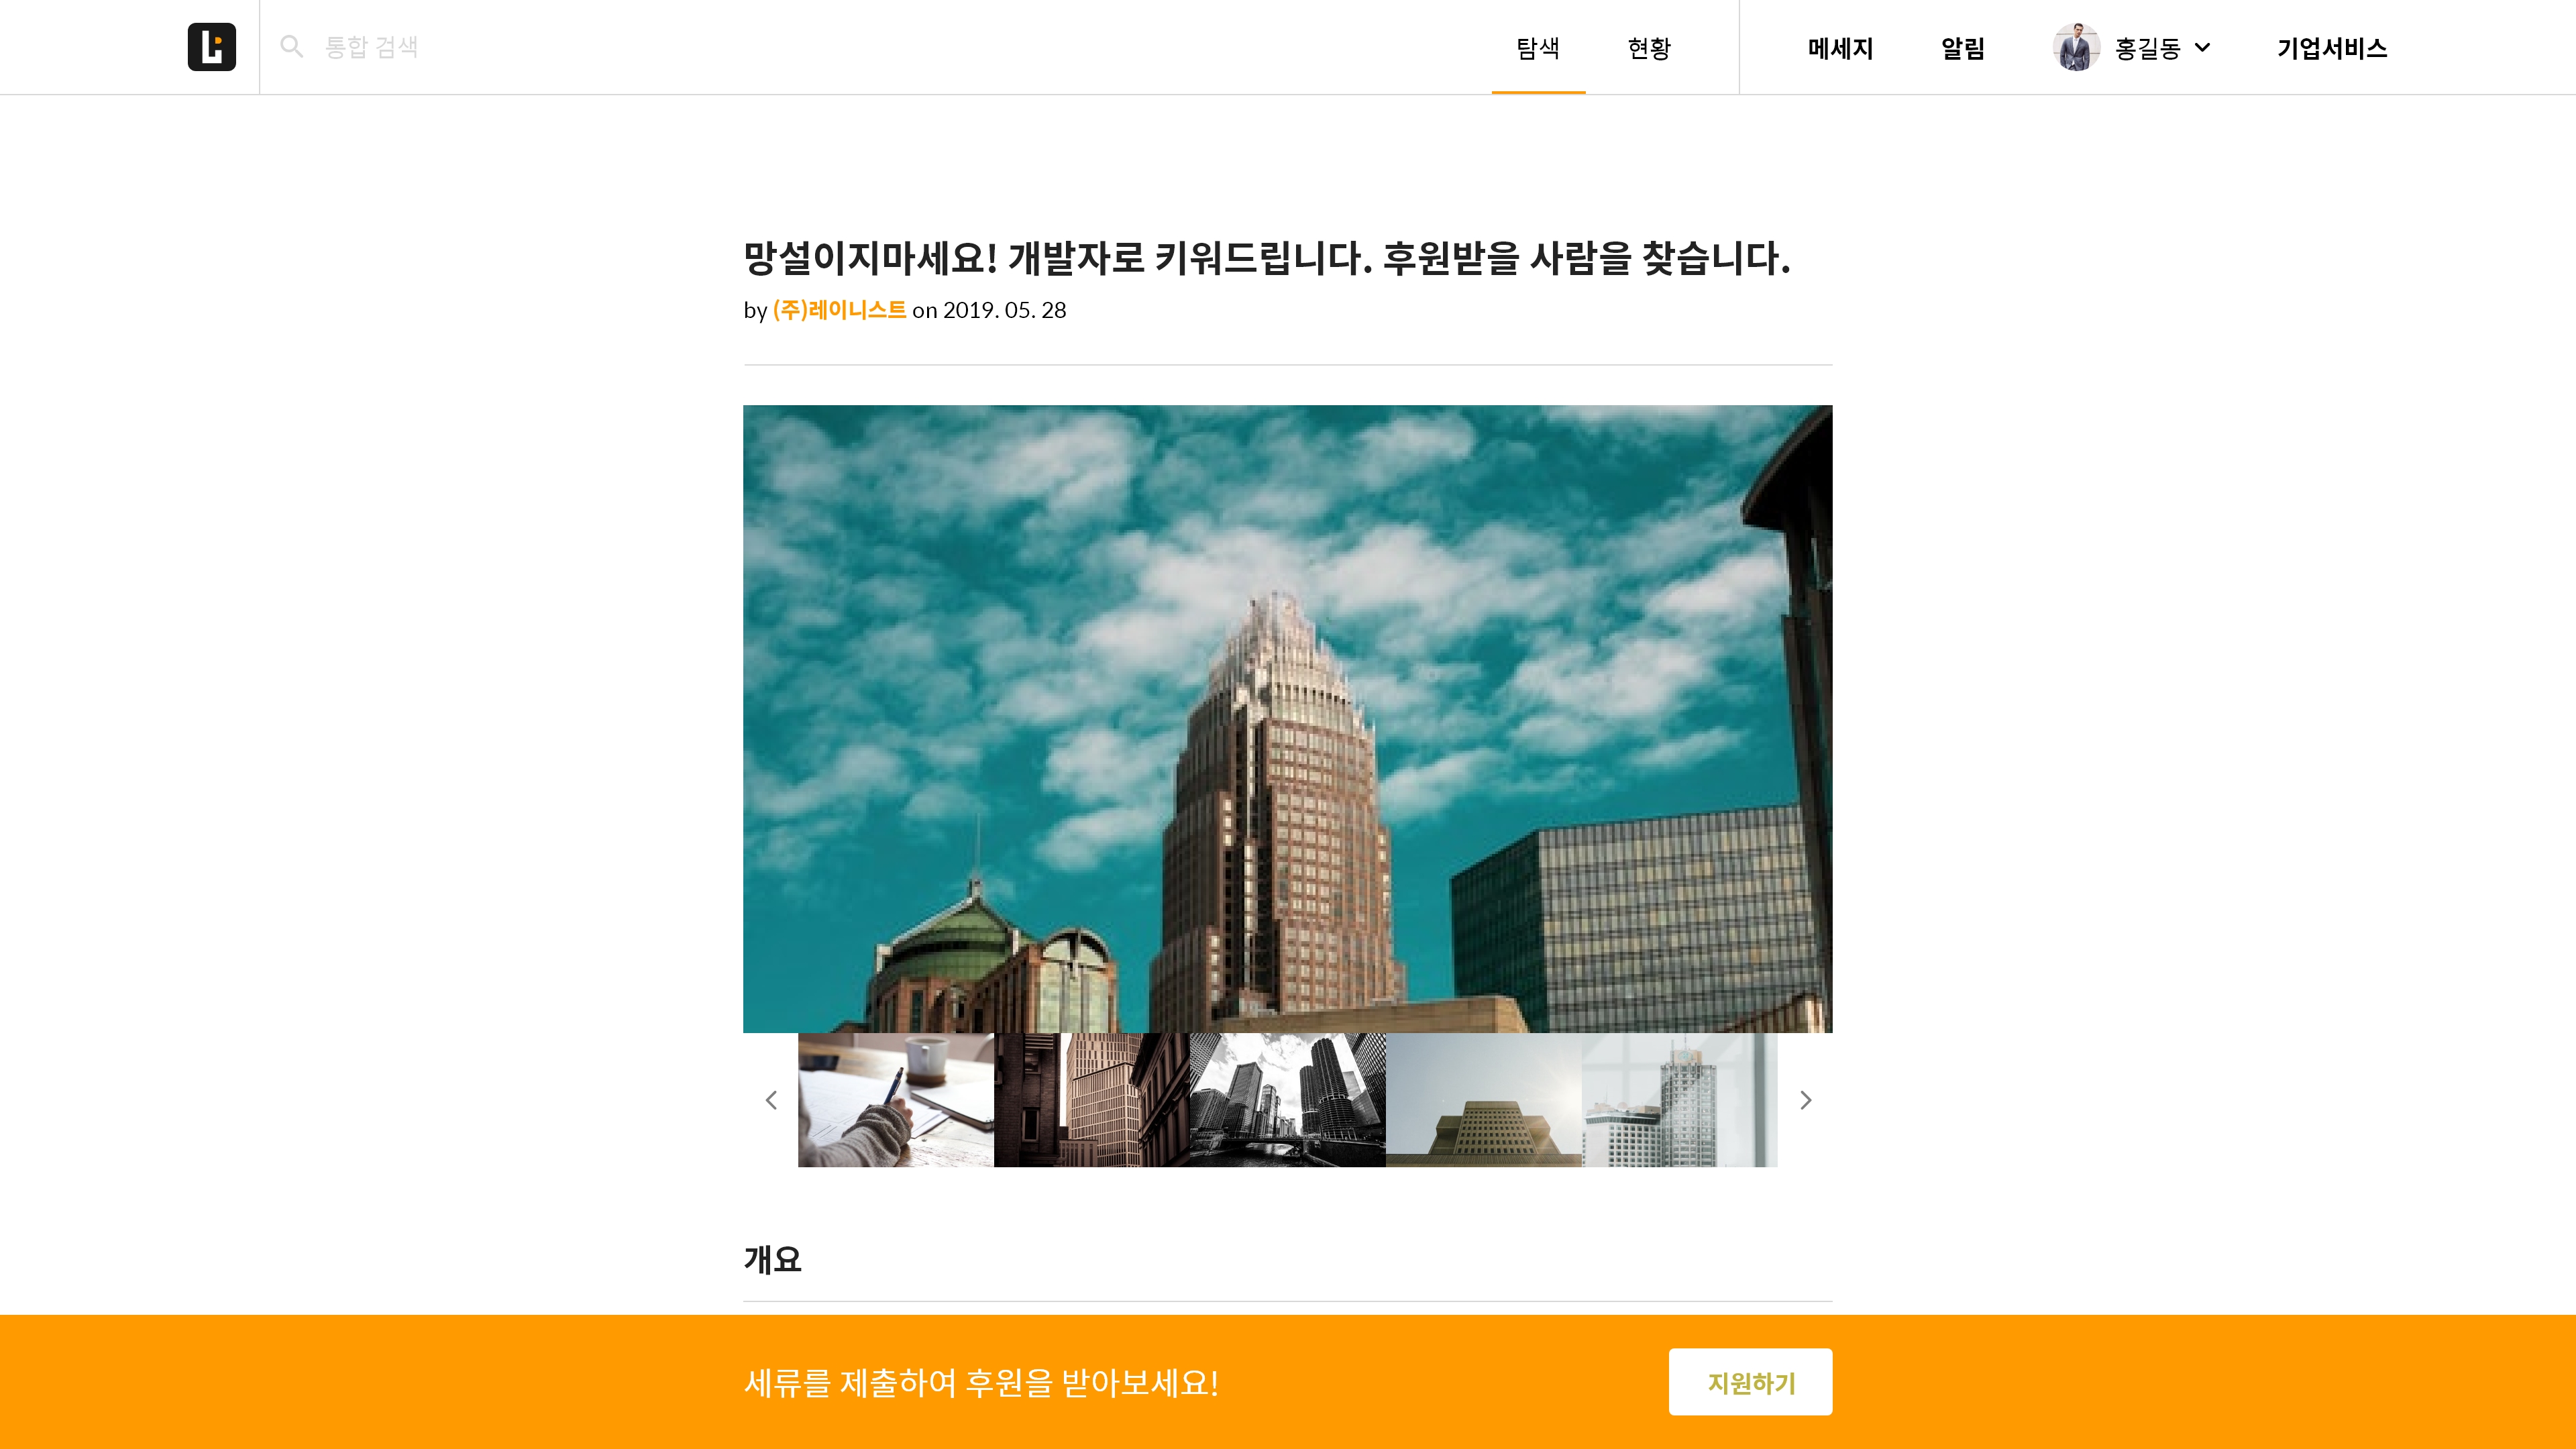 통합 검색
탐색
현황
메세지
알림
홍길동
기업서비스
망설이지마세요! 개발자로 키워드립니다. 후원받을 사람을 찾습니다.
by (주)레이니스트 on 2019. 05. 28
개요
세류를 제출하여 후원을 받아보세요!
지원하기